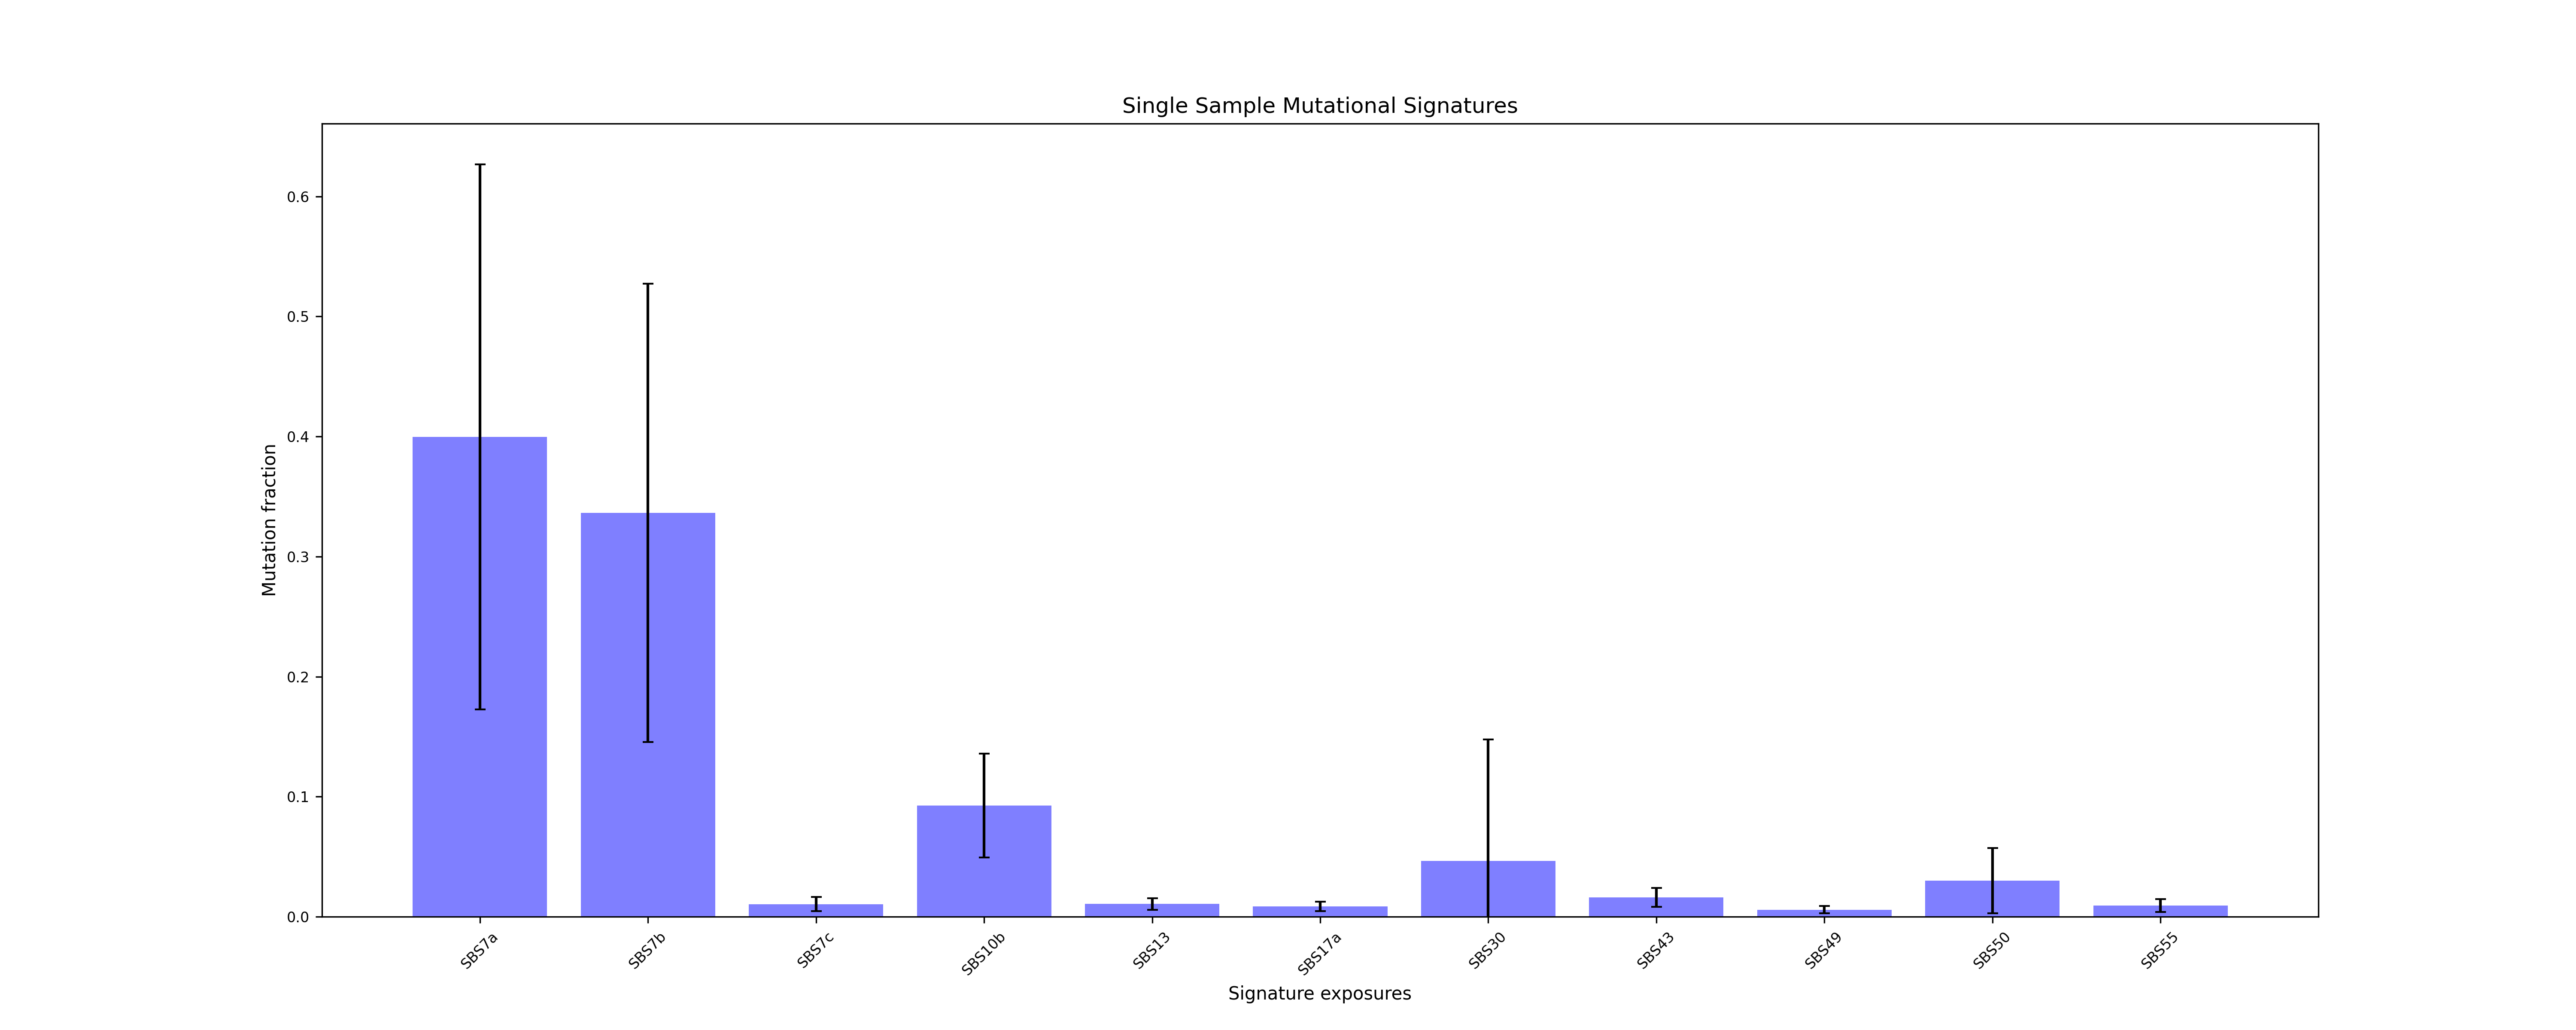 Single Sample Mutational Signatures
Mutation fraction
0.6
0.5
0.4
0.3
0.2
0.1
0.0
SBS7a
SBS7b
SBS7c
SBS10b
SBS13
SBS17a
SBS30
SBS43
SBS49
SBS50
SBS55
Signature exposures